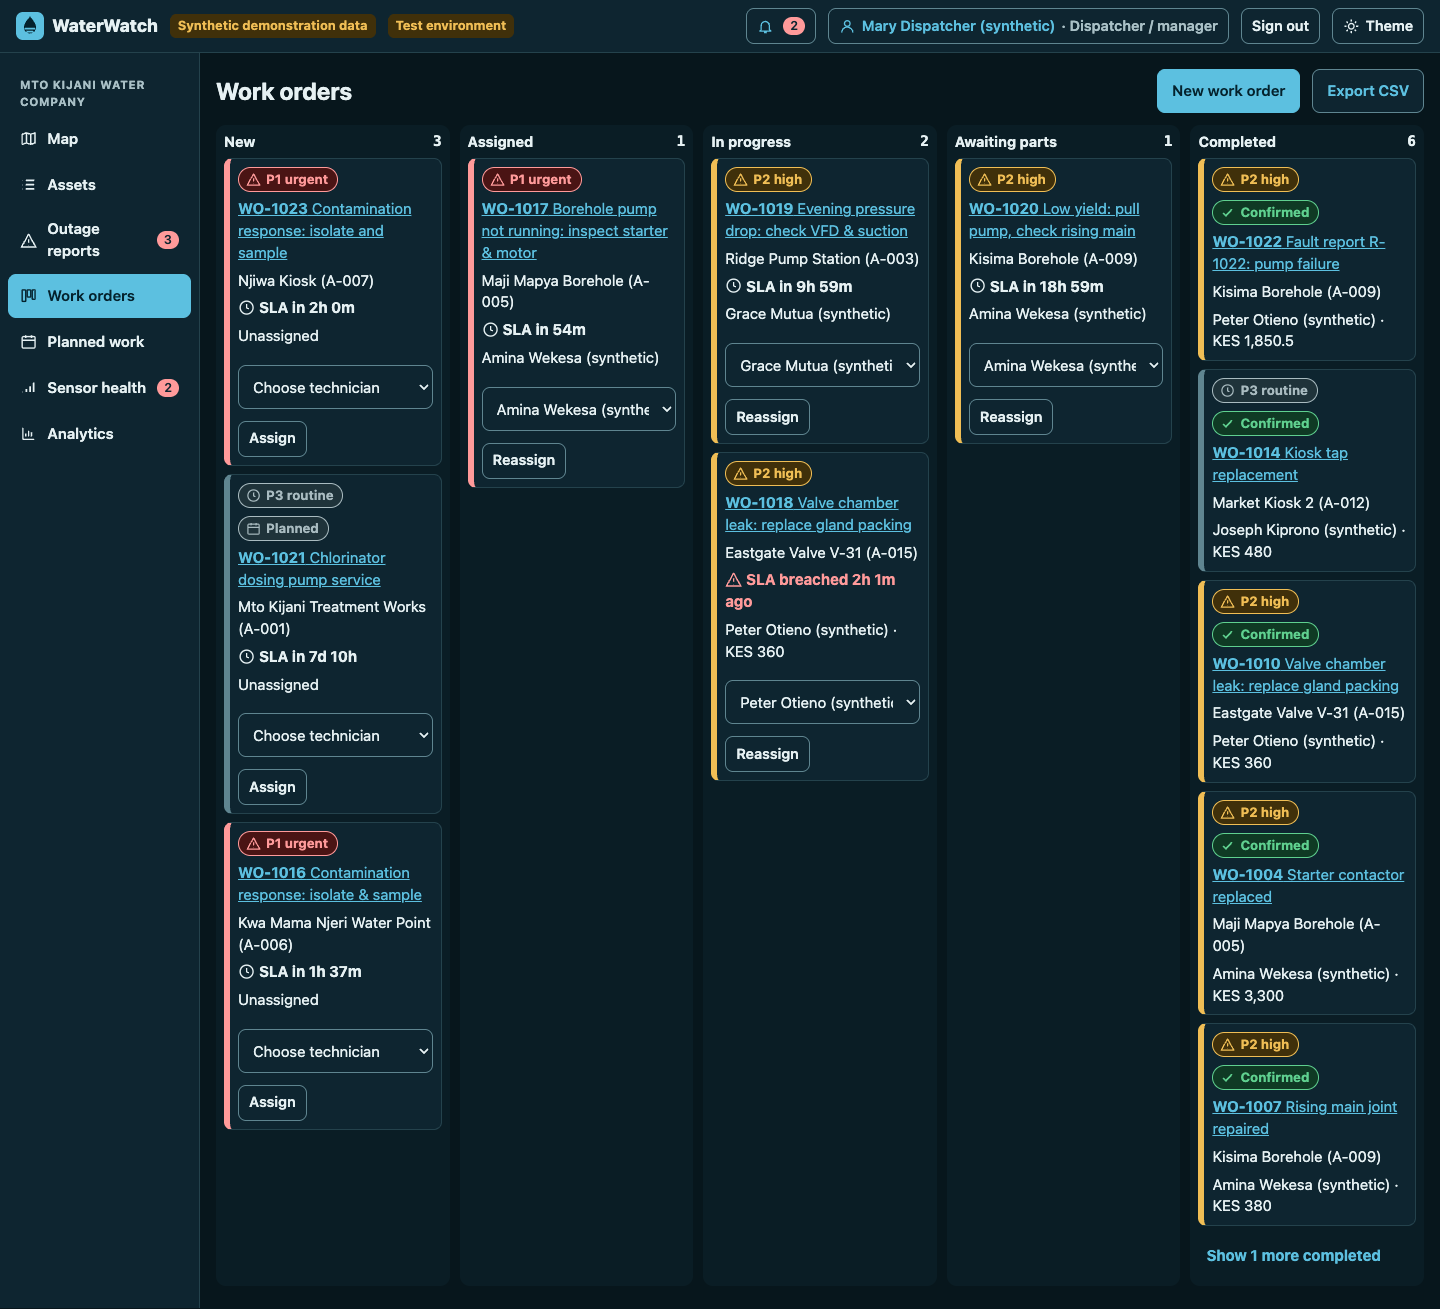 WaterWatch
Synthetic demonstration data
Test environment
2
Mary Dispatcher (synthetic) · Dispatcher / manager
Sign out
Theme
MTO KIJANI WATER
COMPANY
Map
Assets
Outage
reports
3
Work orders
Planned work
Sensor health
2
Analytics
Work orders
New work order
Export CSV
New
3
P1 urgent
WO-1023 Contamination
response: isolate and
sample
Njiwa Kiosk (A-007)
SLA in 2h 0m
Unassigned
Choose technician
Assign
P3 routine
Planned
WO-1021 Chlorinator
dosing pump service
Mto Kijani Treatment Works
(A-001)
SLA in 7d 10h
Unassigned
Choose technician
Assign
P1 urgent
WO-1016 Contamination
response: isolate & sample
Kwa Mama Njeri Water Point
(A-006)
SLA in 1h 37m
Unassigned
Choose technician
Assign
Assigned
1
P1 urgent
WO-1017 Borehole pump
not running: inspect starter
& motor
Maji Mapya Borehole (A-
005)
SLA in 54m
Amina Wekesa (synthetic)
Amina Wekesa (synthe
Reassign
In progress
2
P2 high
WO-1019 Evening pressure
drop: check VFD & suction
Ridge Pump Station (A-003)
SLA in 9h 59m
Grace Mutua (synthetic)
Grace Mutua (syntheti
Reassign
P2 high
WO-1018 Valve chamber
leak: replace gland packing
Eastgate Valve V-31 (A-015)
SLA breached 2h 1m
ago
Peter Otieno (synthetic) ·
KES 360
Peter Otieno (synthetic
Reassign
Awaiting parts
1
P2 high
WO-1020 Low yield: pull
pump, check rising main
Kisima Borehole (A-009)
SLA in 18h 59m
Amina Wekesa (synthetic)
Amina Wekesa (synthe
Reassign
Completed
6
P2 high
Confirmed
WO-1022 Fault report R-
1022: pump failure
Kisima Borehole (A-009)
Peter Otieno (synthetic) ·
KES 1,850.5
P3 routine
Confirmed
WO-1014 Kiosk tap
replacement
Market Kiosk 2 (A-012)
Joseph Kiprono (synthetic) ·
KES 480
P2 high
Confirmed
WO-1010 Valve chamber
leak: replace gland packing
Eastgate Valve V-31 (A-015)
Peter Otieno (synthetic) ·
KES 360
P2 high
Confirmed
WO-1004 Starter contactor
replaced
Maji Mapya Borehole (A-
005)
Amina Wekesa (synthetic) ·
KES 3,300
P2 high
Confirmed
WO-1007 Rising main joint
repaired
Kisima Borehole (A-009)
Amina Wekesa (synthetic) ·
KES 380
Show 1 more completed